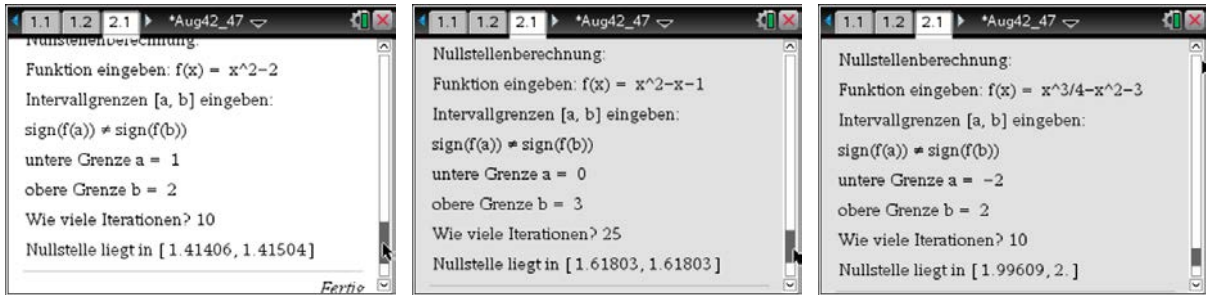 1.1 1.2 2.1 *Aug42_47
Nullstellenberechnung:
Funktion eingeben: f(x) = x^2−2
Intervallgrenzen [a, b] eingeben:
sign(f(a)) ≠ sign(f(b))
untere Grenze a = 1
obere Grenze b = 2
Wie viele Iterationen? 10
Nullstelle liegt in [1.41406, 1.41504]
Fertig
1.1 1.2 2.1 *Aug42_47
Nullstellenberechnung:
Funktion eingeben: f(x) = x^2−x−1
Intervallgrenzen [a, b] eingeben:
sign(f(a)) ≠ sign(f(b))
untere Grenze a = 0
obere Grenze b = 3
Wie viele Iterationen? 25
Nullstelle liegt in [1.61803, 1.61803]
1.1 1.2 2.1 *Aug42_47
Nullstellenberechnung:
Funktion eingeben: f(x) = x^3/4−x^2−3
Intervallgrenzen [a, b] eingeben:
sign(f(a)) ≠ sign(f(b))
untere Grenze a = −2
obere Grenze b = 2
Wie viele Iterationen? 10
Nullstelle liegt in [1.99609, 2.]